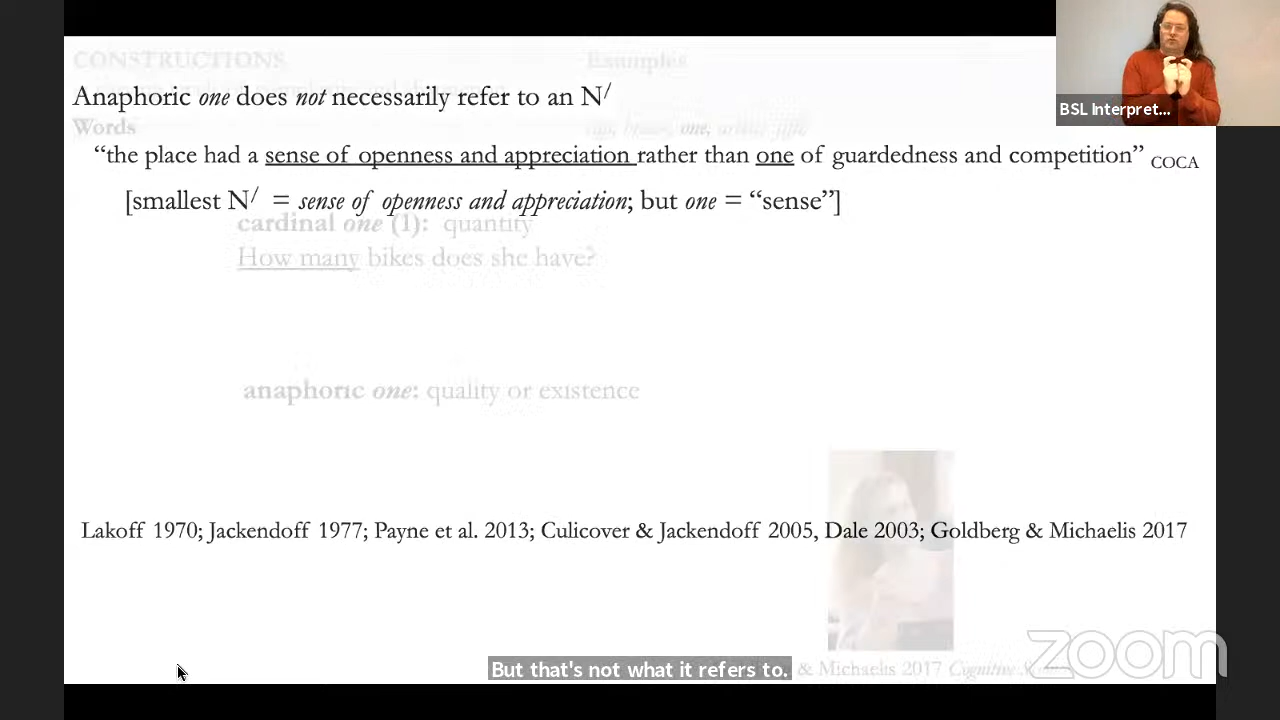 CONSTRUCTIONS
Examples
Anaphoric one does not necessarily refer to an N/
Words
“the place had a sense of openness and appreciation rather than one of guardedness and competition” COCA
[smallest N/ = sense of openness and appreciation; but one = “sense”]
cardinal one (1): quantity
How many bikes does she have?
anaphoric one: quality or existence
Lakoff 1970; Jackendoff 1977; Payne et al. 2013; Culicover & Jackendoff 2005, Dale 2003; Goldberg & Michaelis 2017
& Michaelis 2017 Cognitive
But that's not what it refers to.
BSL Interpret...
zoom